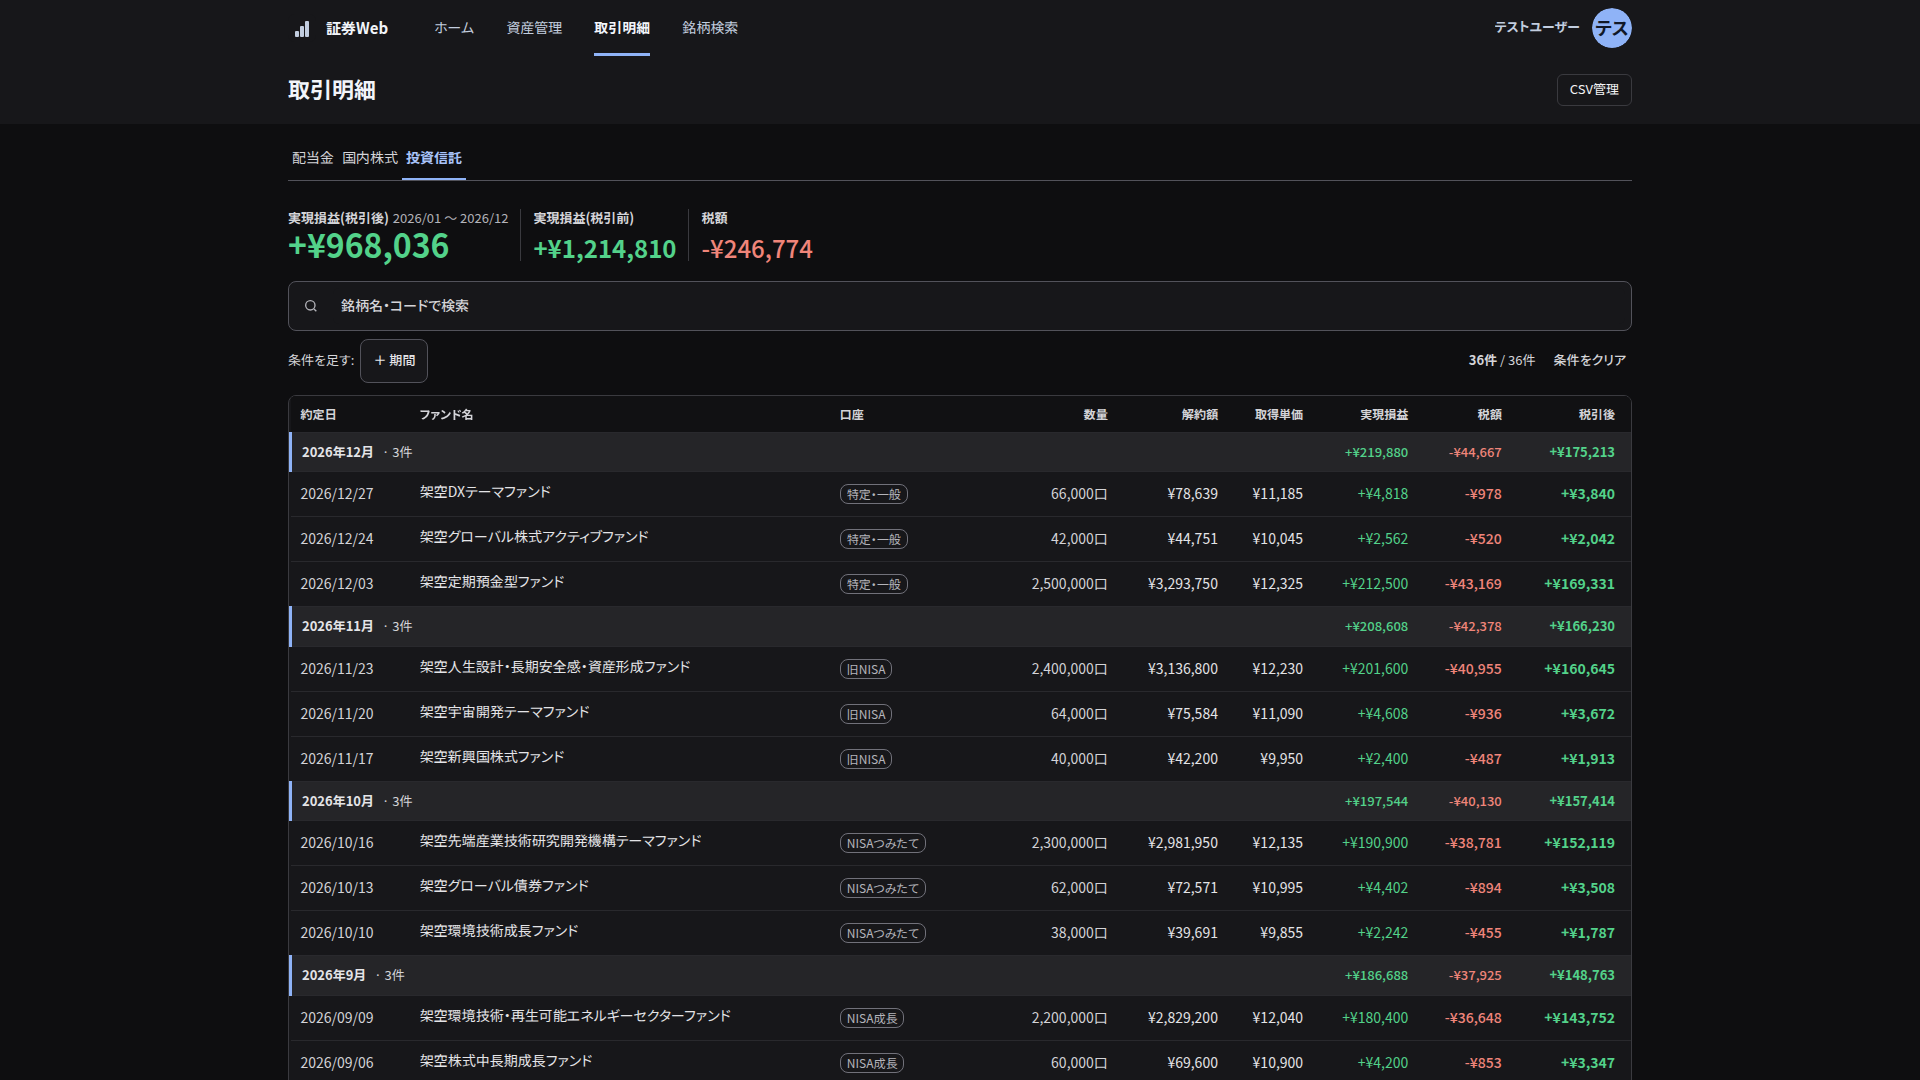 証券Web ホーム 資産管理 取引明細 銘柄検索 テストユーザー テス
取引明細 CSV管理
配当金 国内株式 投資信託
実現損益(税引後) 2026/01 〜 2026/12 実現損益(税引前) 税額
+¥968,036 +¥1,214,810 -¥246,774
銘柄名・コードで検索
条件を足す: ＋ 期間 36件 / 36件 条件をクリア
約定日 ファンド名 口座 数量 解約額 取得単価 実現損益 税額 税引後
2026年12月 · 3件 +¥219,880 -¥44,667 +¥175,213
2026/12/27 架空DXテーマファンド 特定・一般 66,000口 ¥78,639 ¥11,185 +¥4,818 -¥978 +¥3,840
2026/12/24 架空グローバル株式アクティブファンド 特定・一般 42,000口 ¥44,751 ¥10,045 +¥2,562 -¥520 +¥2,042
2026/12/03 架空定期預金型ファンド 特定・一般 2,500,000口 ¥3,293,750 ¥12,325 +¥212,500 -¥43,169 +¥169,331
2026年11月 · 3件 +¥208,608 -¥42,378 +¥166,230
2026/11/23 架空人生設計・長期安全感・資産形成ファンド 旧NISA 2,400,000口 ¥3,136,800 ¥12,230 +¥201,600 -¥40,955 +¥160,645
2026/11/20 架空宇宙開発テーマファンド 旧NISA 64,000口 ¥75,584 ¥11,090 +¥4,608 -¥936 +¥3,672
2026/11/17 架空新興国株式ファンド 旧NISA 40,000口 ¥42,200 ¥9,950 +¥2,400 -¥487 +¥1,913
2026年10月 · 3件 +¥197,544 -¥40,130 +¥157,414
2026/10/16 架空先端産業技術研究開発機構テーマファンド NISAつみたて 2,300,000口 ¥2,981,950 ¥12,135 +¥190,900 -¥38,781 +¥152,119
2026/10/13 架空グローバル債券ファンド NISAつみたて 62,000口 ¥72,571 ¥10,995 +¥4,402 -¥894 +¥3,508
2026/10/10 架空環境技術成長ファンド NISAつみたて 38,000口 ¥39,691 ¥9,855 +¥2,242 -¥455 +¥1,787
2026年9月 · 3件 +¥186,688 -¥37,925 +¥148,763
2026/09/09 架空環境技術・再生可能エネルギーセクターファンド NISA成長 2,200,000口 ¥2,829,200 ¥12,040 +¥180,400 -¥36,648 +¥143,752
2026/09/06 架空株式中長期成長ファンド NISA成長 60,000口 ¥69,600 ¥10,900 +¥4,200 -¥853 +¥3,347